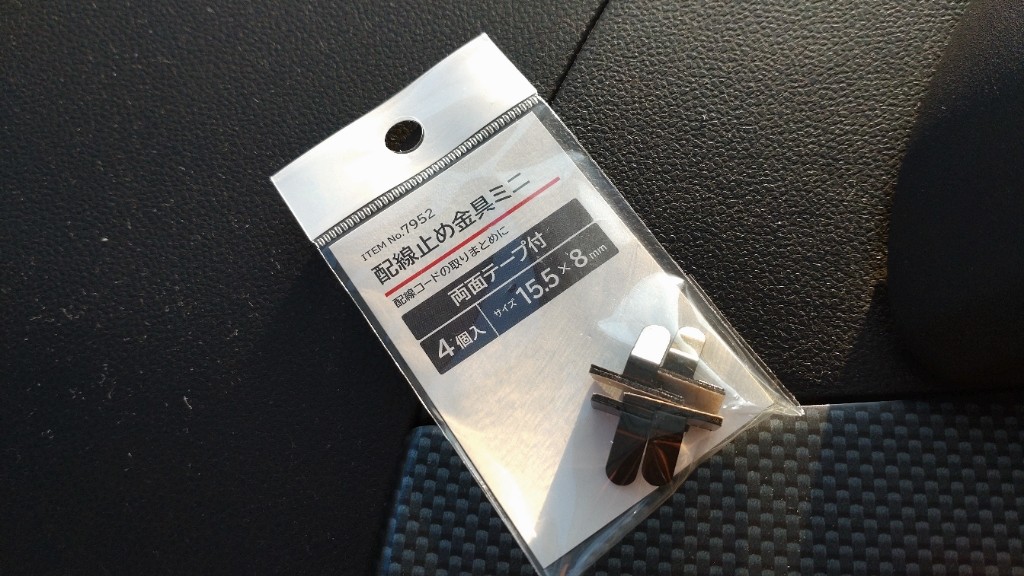 ITEM No.7952
配線止め金具ミニ
配線コードの取りまとめに
両面テープ付
4個入 サイズ 15.5×8mm